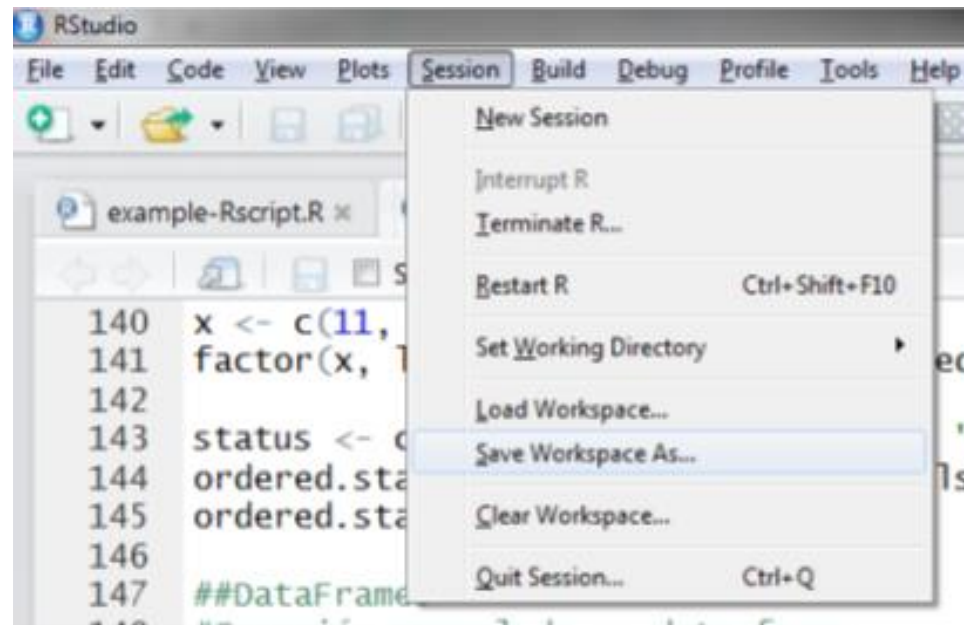 RStudio
File Edit Code View Plots Session Build Debug Profile Tools Help
New Session
Interrupt R
Terminate R...
Restart R Ctrl+Shift+F10
Set Working Directory
Load Workspace...
Save Workspace As...
Clear Workspace...
Quit Session... Ctrl+Q
example-Rscript.R
S
140 x <- c(11,
141 factor(x, l
142
143 status <- c '
144 ordered.sta ls
145 ordered.sta
146
147 ##DataFrame